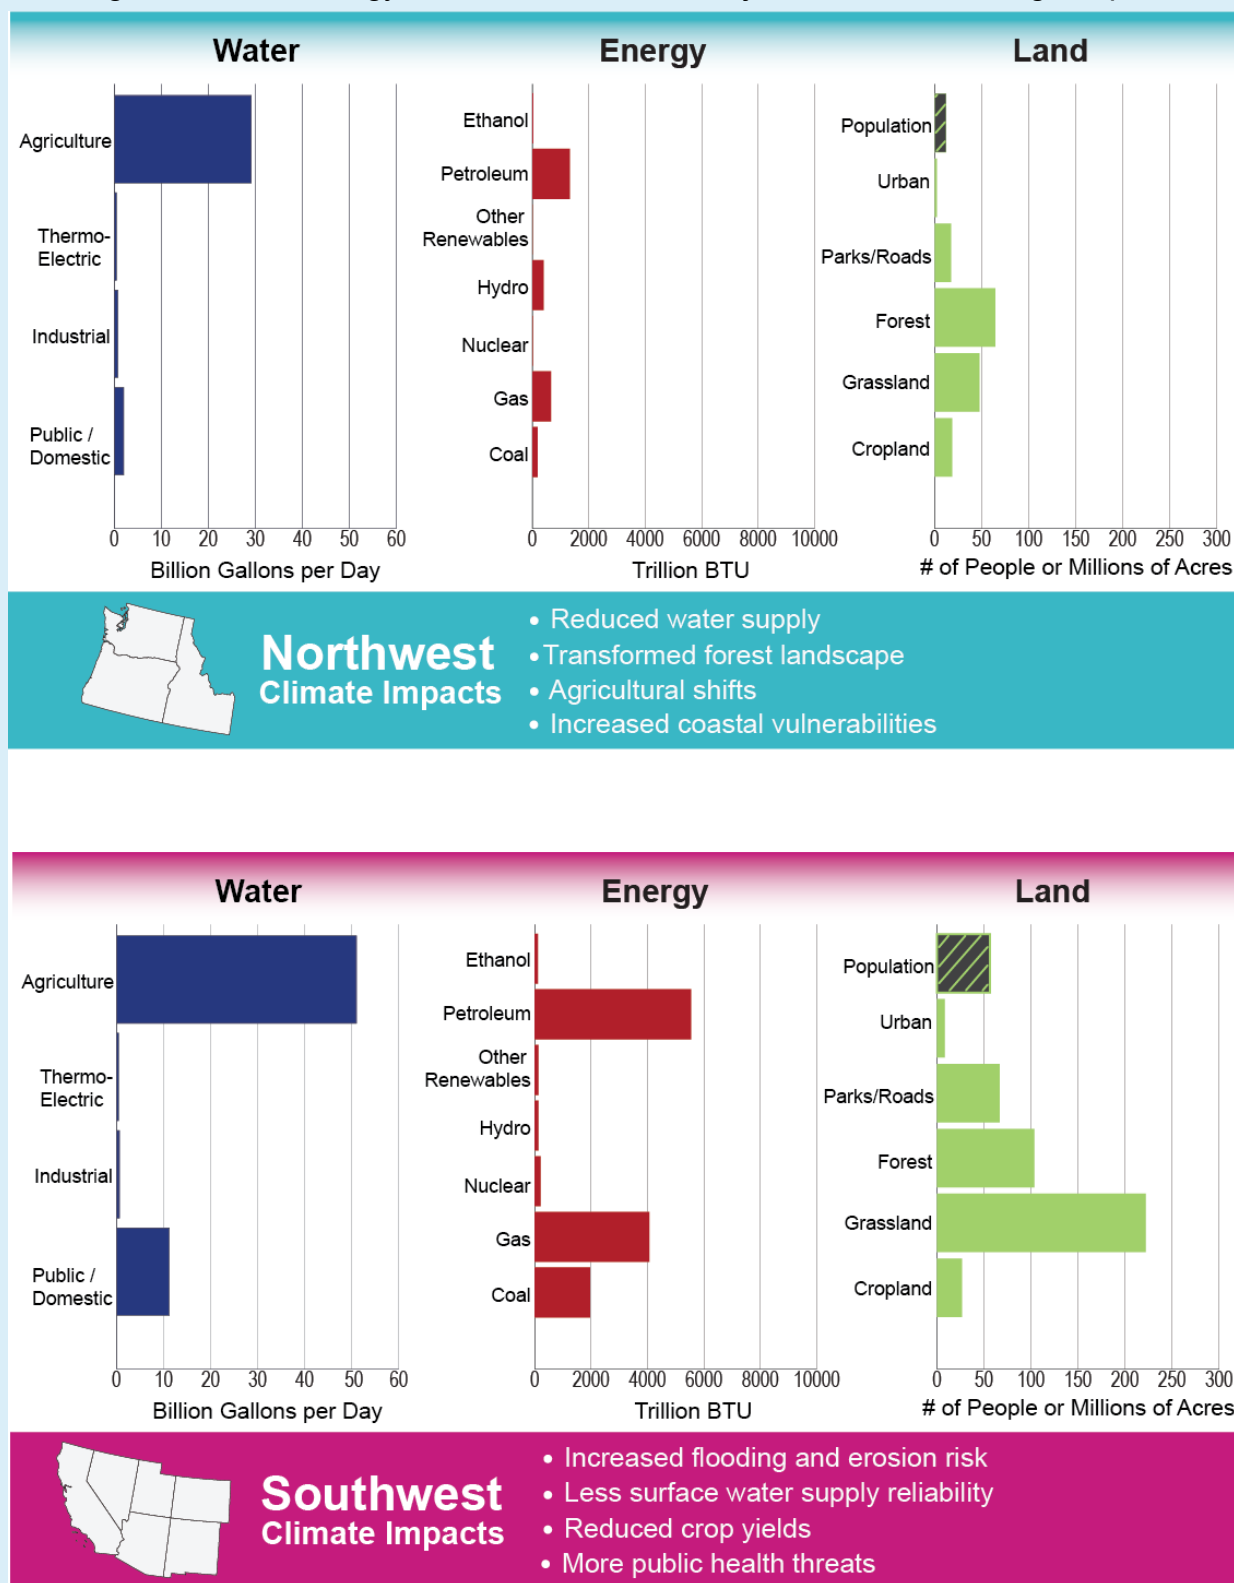 Water Energy Land
Agriculture
Thermo-
Electric
Industrial
Public /
Domestic
0 10 20 30 40 50 60
Billion Gallons per Day
Ethanol
Petroleum
Other
Renewables
Hydro
Nuclear
Gas
Coal
0 2000 4000 6000 8000 10000
Trillion BTU
Population
Urban
Parks/Roads
Forest
Grassland
Cropland
0 50 100 150 200 250 300
# of People or Millions of Acres
Northwest
Climate Impacts
• Reduced water supply
• Transformed forest landscape
• Agricultural shifts
• Increased coastal vulnerabilities
Water Energy Land
Agriculture
Thermo-
Electric
Industrial
Public /
Domestic
0 10 20 30 40 50 60
Billion Gallons per Day
Ethanol
Petroleum
Other
Renewables
Hydro
Nuclear
Gas
Coal
0 2000 4000 6000 8000 10000
Trillion BTU
Population
Urban
Parks/Roads
Forest
Grassland
Cropland
0 50 100 150 200 250 300
# of People or Millions of Acres
Southwest
Climate Impacts
• Increased flooding and erosion risk
• Less surface water supply reliability
• Reduced crop yields
• More public health threats